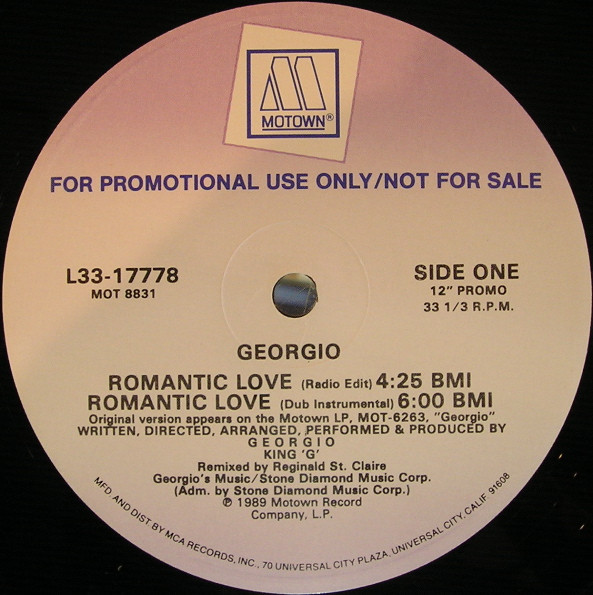 MOTOWN®
FOR PROMOTIONAL USE ONLY/NOT FOR SALE
L33-17778
MOT 8831
SIDE ONE
12" PROMO
33 1/3 R.P.M.
GEORGIO
ROMANTIC LOVE (Radio Edit) 4:25 BMI
ROMANTIC LOVE (Dub Instrumental) 6:00 BMI
Original version appears on the Motown LP, MOT-6263, "Georgio"
WRITTEN, DIRECTED, ARRANGED, PERFORMED & PRODUCED BY
GEORGIO
KING 'G'
Remixed by Reginald St. Claire
Georgio's Music/Stone Diamond Music Corp.
(Adm. by Stone Diamond Music Corp.)
℗ 1989 Motown Record
Company, L.P.
MFD. AND DIST. BY MCA RECORDS, INC., 70 UNIVERSAL CITY PLAZA, UNIVERSAL CITY, CALIF. 91608